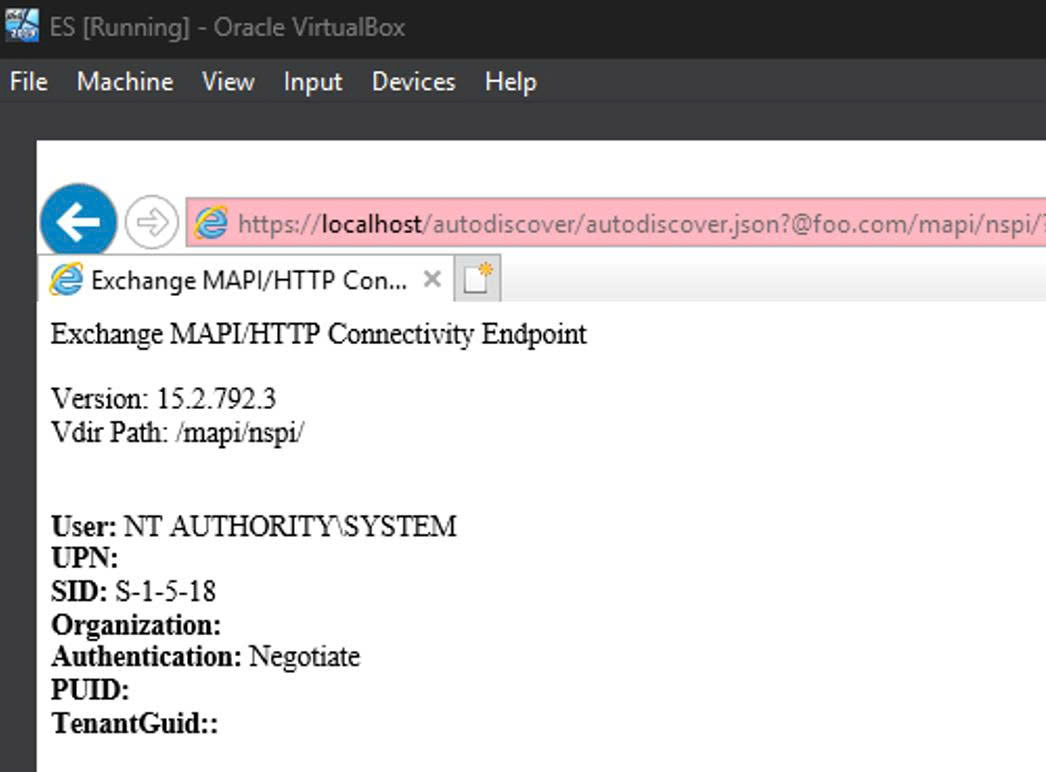 ES [Running] - Oracle VirtualBox
File Machine View Input Devices Help
https://localhost/autodiscover/autodiscover.json?@foo.com/mapi/nspi/?
Exchange MAPI/HTTP Con...
Exchange MAPI/HTTP Connectivity Endpoint
Version: 15.2.792.3
Vdir Path: /mapi/nspi/
User: NT AUTHORITY\SYSTEM
UPN:
SID: S-1-5-18
Organization:
Authentication: Negotiate
PUID:
TenantGuid::